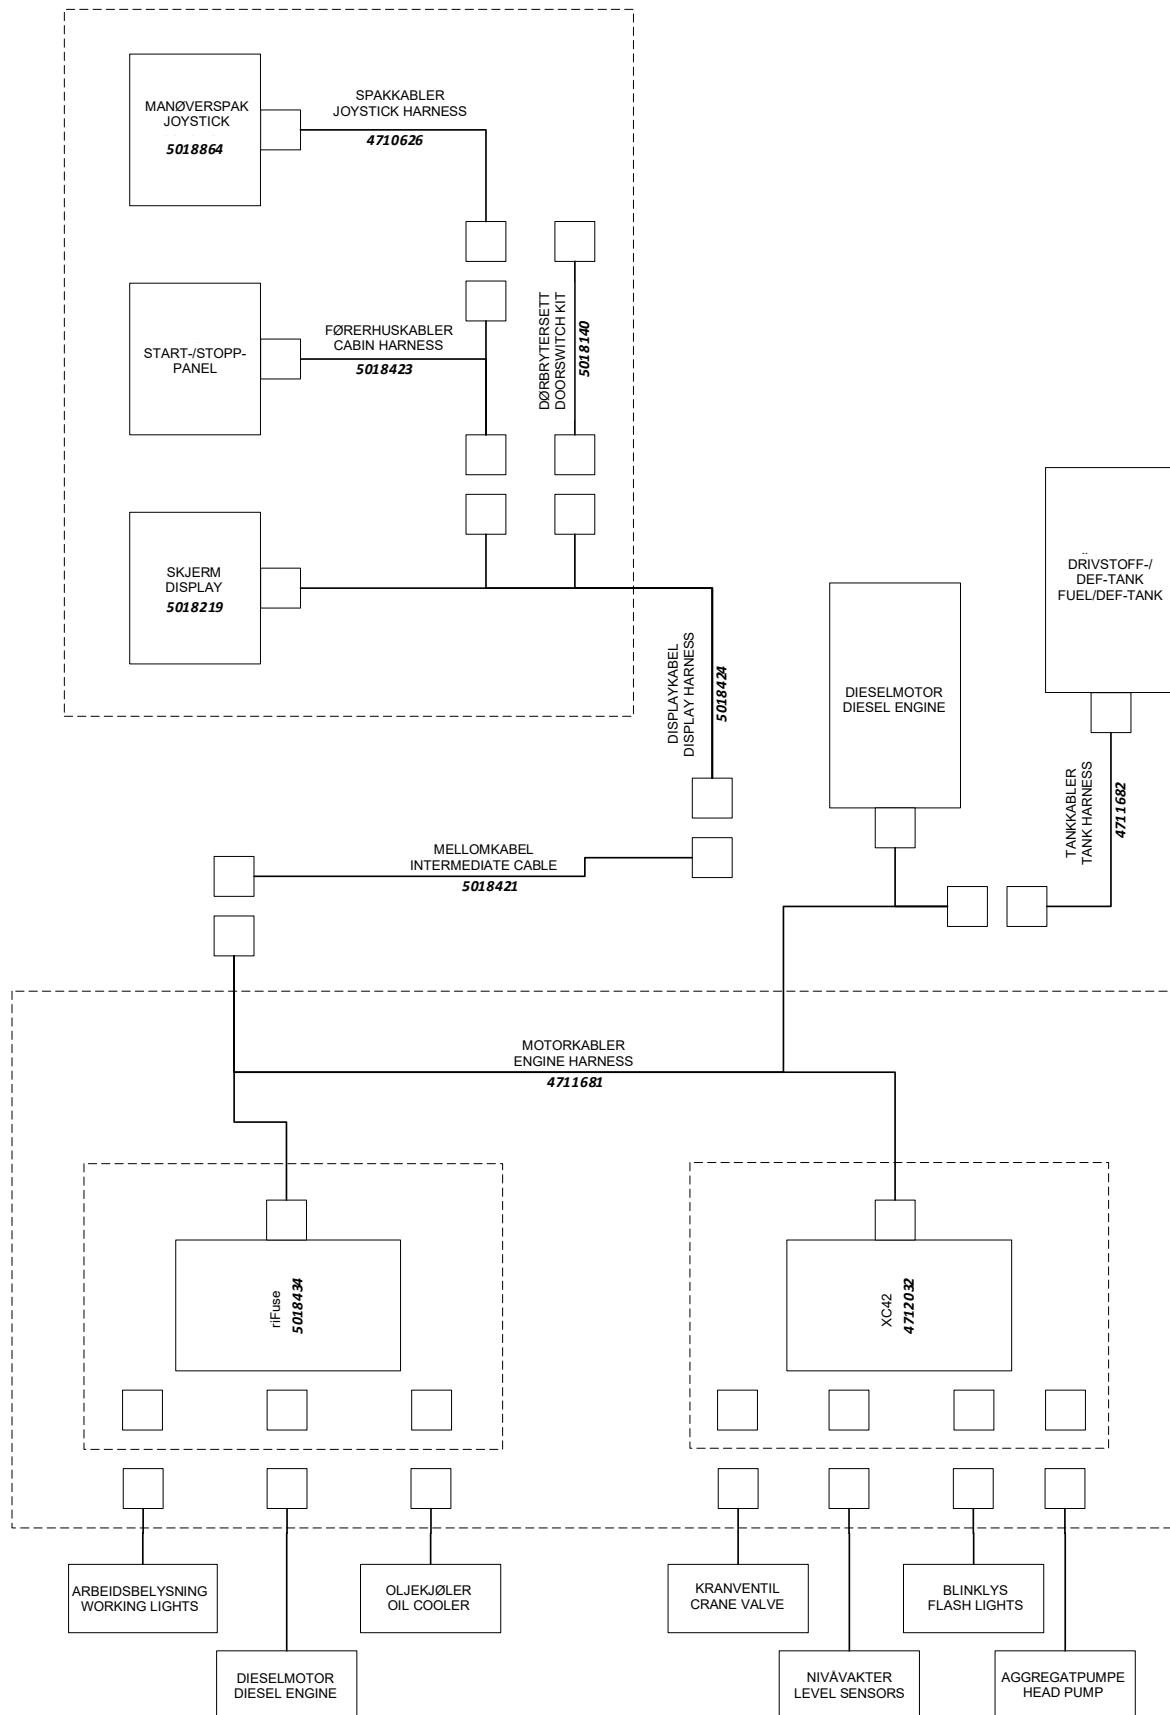 MANØVERSPAK
JOYSTICK
5018864
SPAKKABLER
JOYSTICK HARNESS
4710626
START-/STOPP-
PANEL
FØRERHUSKABLER
CABIN HARNESS
5018423
DØRBRYTERSETT
DOORSWITCH KIT
5018140
SKJERM
DISPLAY
5018219
DISPLAYKABEL
DISPLAY HARNESS
5018424
DIESELMOTOR
DIESEL ENGINE
DRIVSTOFF-/
DEF-TANK
FUEL/DEF-TANK
TANKKABLER
TANK HARNESS
4711682
MELLOMKABEL
INTERMEDIATE CABLE
5018421
MOTORKABLER
ENGINE HARNESS
4711681
riFuse
5018434
XC42
4712032
ARBEIDSBELYSNING
WORKING LIGHTS
OLJEKJØLER
OIL COOLER
KRANVENTIL
CRANE VALVE
BLINKLYS
FLASH LIGHTS
DIESELMOTOR
DIESEL ENGINE
NIVÅVAKTER
LEVEL SENSORS
AGGREGATPUMPE
HEAD PUMP